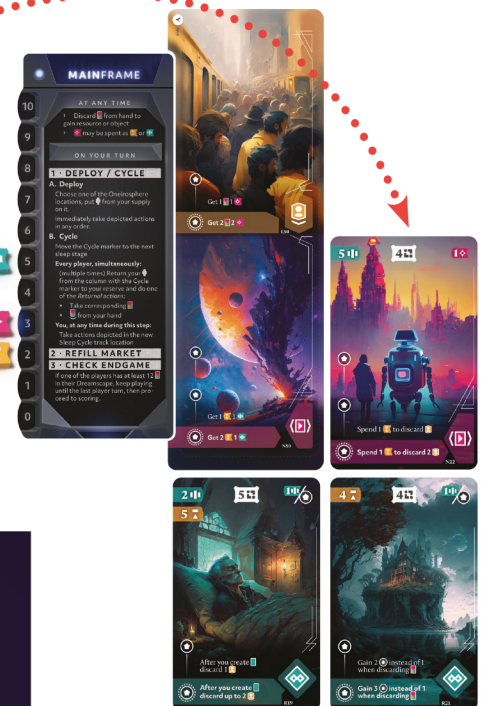 MAINFRAME
10
9
8
7
6
5
4
3
2
1
0
AT ANY TIME
Discard from hand to
gain resource or object
may be spent as or
ON YOUR TURN
1 · DEPLOY / CYCLE
A. Deploy
Choose one of the Oneirosphere
locations, put from your supply
on it.
Immediately take depicted actions
in any order.
B. Cycle
Move the Cycle marker to the next
sleep stage
Every player, simultaneously:
(multiple times) Return your
from the column with the Cycle
marker to your reserve and do one
of the Return actions:
Take corresponding
from your hand
You, at any time during this step:
Take actions depicted in the new
Sleep Cycle track location
2 · REFILL MARKET
3 · CHECK ENDGAME
If one of the players has at least 12
in their Dreamscape, keep playing
until the last player turn, then pro-
ceed to scoring.
Get 1 1
Get 2 2
Get 1 1
Get 2 1
N80
5 4 1
Spend 1 to discard
Spend 1 to discard 2
N22
2 5 1
5
After you create
discard 1
After you create
discard up to 2
R19
4 4 1
Gain 2 instead of 1
when discarding
Gain 3 instead of 1
when discarding
R21